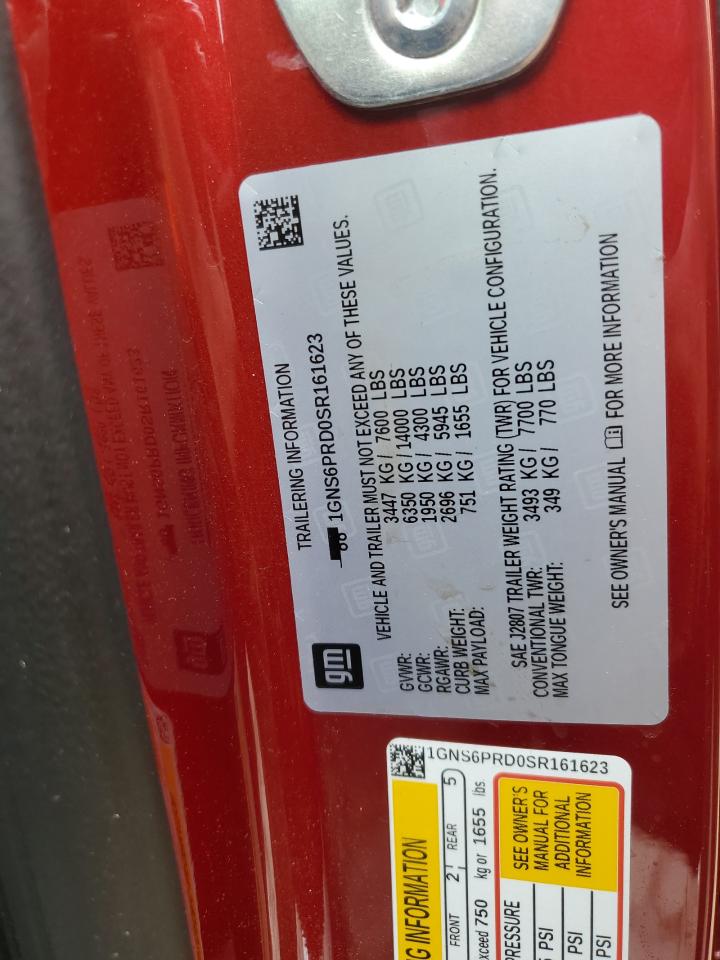 gm
TRAILERING INFORMATION
1GNS6PRD0SR161623
VEHICLE AND TRAILER MUST NOT EXCEED ANY OF THESE VALUES.
GVWR: 3447 KG / 7600 LBS
GCWR: 6350 KG / 14000 LBS
RGAWR: 1950 KG / 4300 LBS
CURB WEIGHT: 2696 KG / 5945 LBS
MAX PAYLOAD: 751 KG / 1655 LBS
SAE J2807 TRAILER WEIGHT RATING (TWR) FOR VEHICLE CONFIGURATION.
CONVENTIONAL TWR: 3493 KG / 7700 LBS
MAX TONGUE WEIGHT: 349 KG / 770 LBS
SEE OWNER'S MANUAL FOR MORE INFORMATION
1GNS6PRD0SR161623
INFORMATION
FRONT 2 REAR 5
750 kg or 1655 lbs
PRESSURE
PSI
PSI
PSI
SEE OWNER'S
MANUAL FOR
ADDITIONAL
INFORMATION